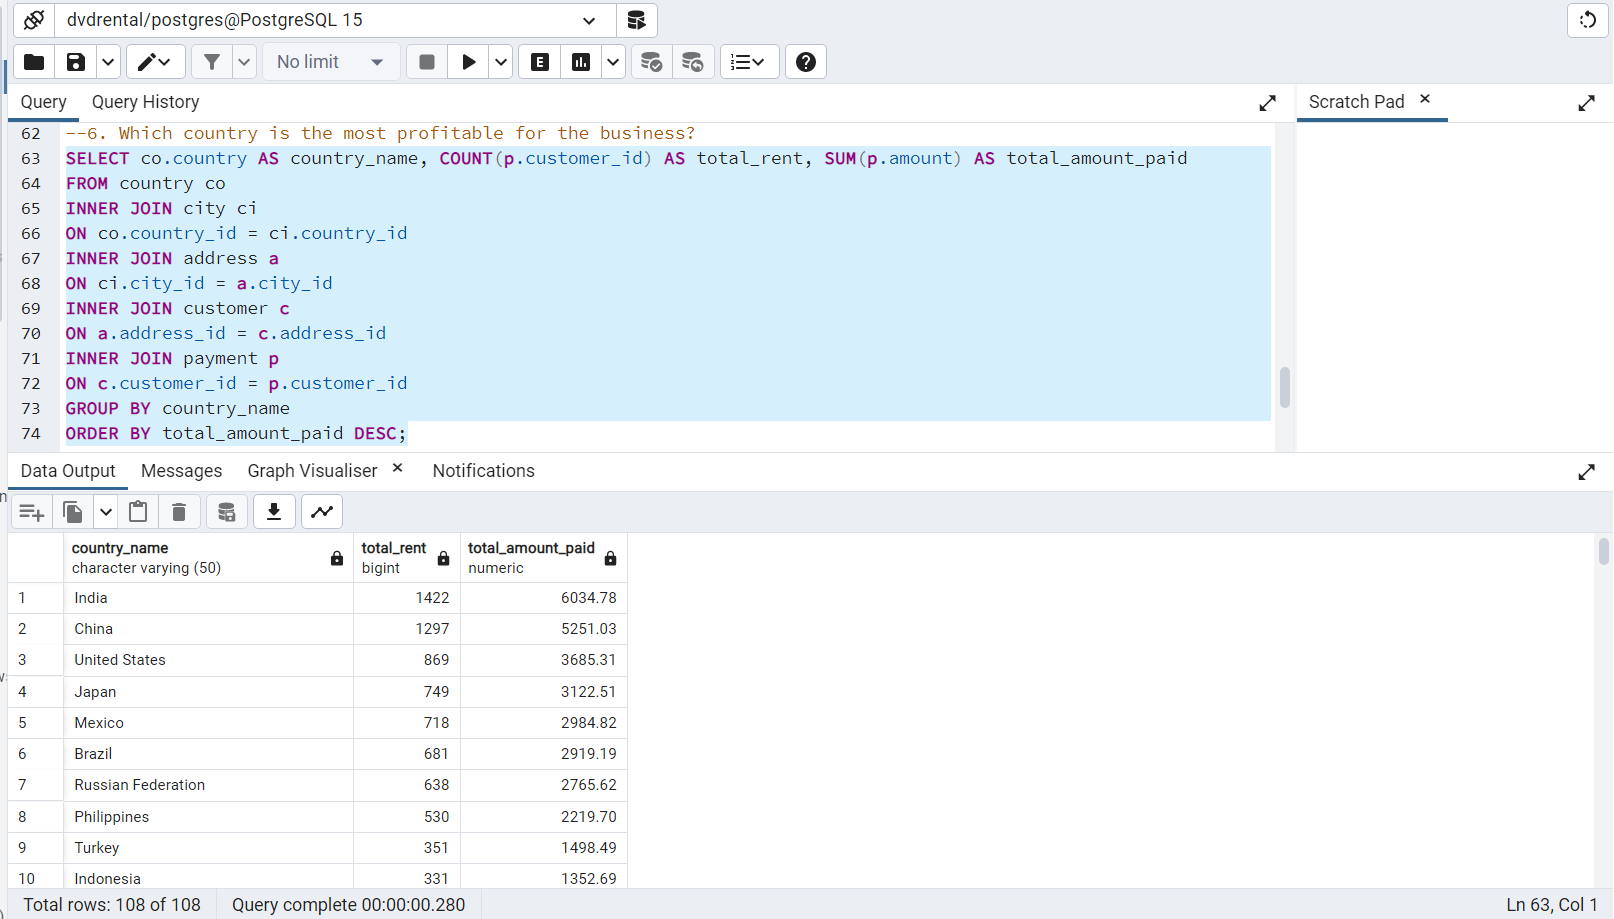 dvdrental/postgres@PostgreSQL 15
No limit
E
Query
Query History
Scratch Pad
62 --6. Which country is the most profitable for the business?
63 SELECT co.country AS country_name, COUNT(p.customer_id) AS total_rent, SUM(p.amount) AS total_amount_paid
64 FROM country co
65 INNER JOIN city ci
66 ON co.country_id = ci.country_id
67 INNER JOIN address a
68 ON ci.city_id = a.city_id
69 INNER JOIN customer c
70 ON a.address_id = c.address_id
71 INNER JOIN payment p
72 ON c.customer_id = p.customer_id
73 GROUP BY country_name
74 ORDER BY total_amount_paid DESC;
Data Output Messages Graph Visualiser Notifications
country_name total_rent total_amount_paid
character varying (50) bigint numeric
1 India 1422 6034.78
2 China 1297 5251.03
3 United States 869 3685.31
4 Japan 749 3122.51
5 Mexico 718 2984.82
6 Brazil 681 2919.19
7 Russian Federation 638 2765.62
8 Philippines 530 2219.70
9 Turkey 351 1498.49
10 Indonesia 331 1352.69
Total rows: 108 of 108 Query complete 00:00:00.280 Ln 63, Col 1